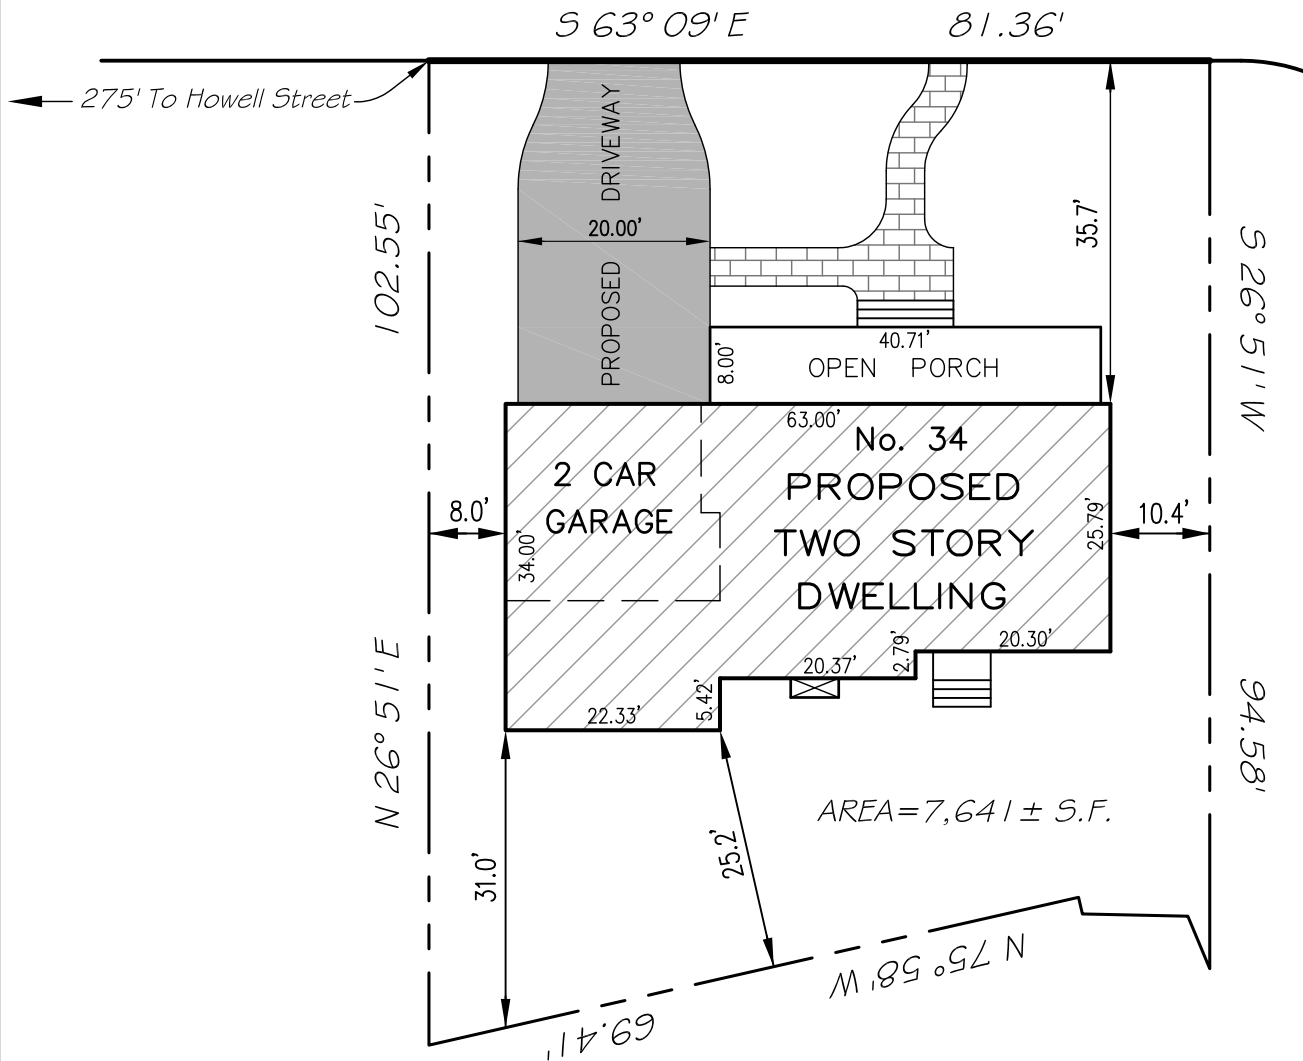 S 63° 09' E 81.36'
275' To Howell Street
PROPOSED DRIVEWAY
20.00'
102.55'
N 26° 51' E
35.7'
S 26° 51' W
94.58'
40.71'
8.00'
OPEN PORCH
63.00'
No. 34
PROPOSED
TWO STORY
DWELLING
2 CAR
GARAGE
8.0'
34.00'
25.79'
10.4'
20.30'
2.79'
20.37'
5.42'
22.33'
31.0'
25.2'
AREA=7,641± S.F.
N 75° 58' W
69.41'